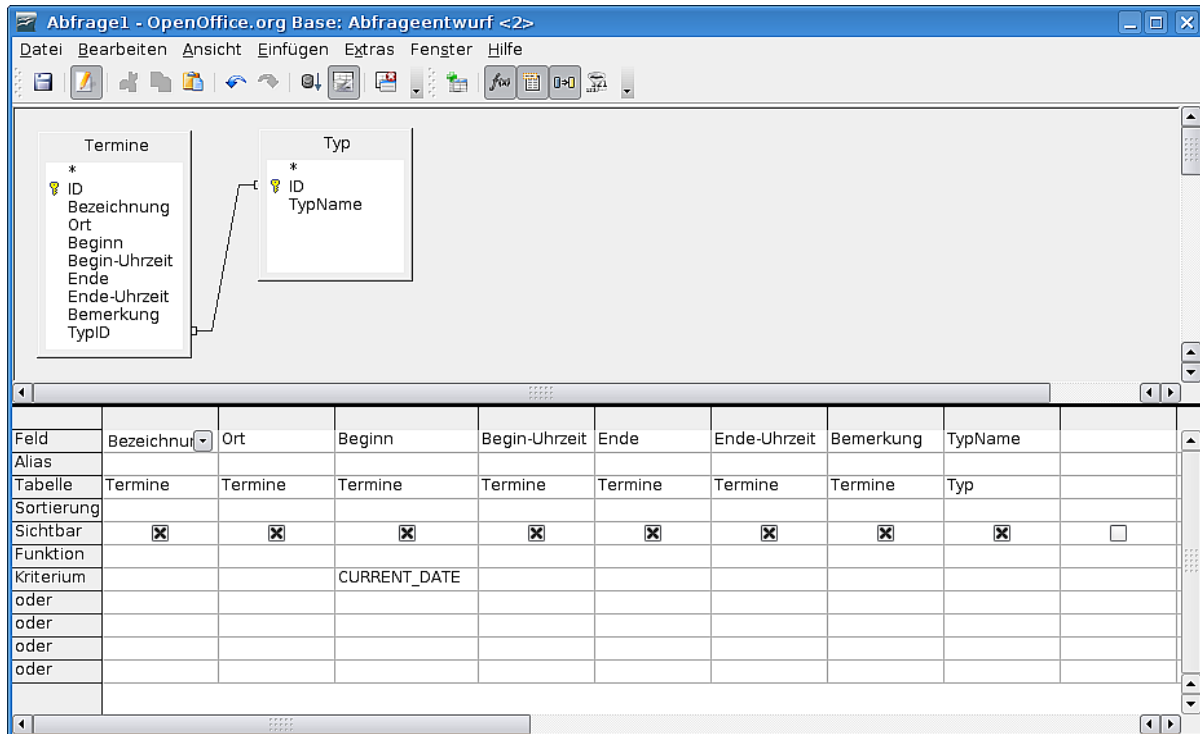 Abfrage1 - OpenOffice.org Base: Abfrageentwurf <2>
Datei Bearbeiten Ansicht Einfügen Extras Fenster Hilfe
Termine
*
ID
Bezeichnung
Ort
Beginn
Begin-Uhrzeit
Ende
Ende-Uhrzeit
Bemerkung
TypID
Typ
*
ID
TypName
Feld Bezeichnur Ort Beginn Begin-Uhrzeit Ende Ende-Uhrzeit Bemerkung TypName
Alias
Tabelle Termine Termine Termine Termine Termine Termine Termine Typ
Sortierung
Sichtbar
Funktion
Kriterium CURRENT_DATE
oder
oder
oder
oder